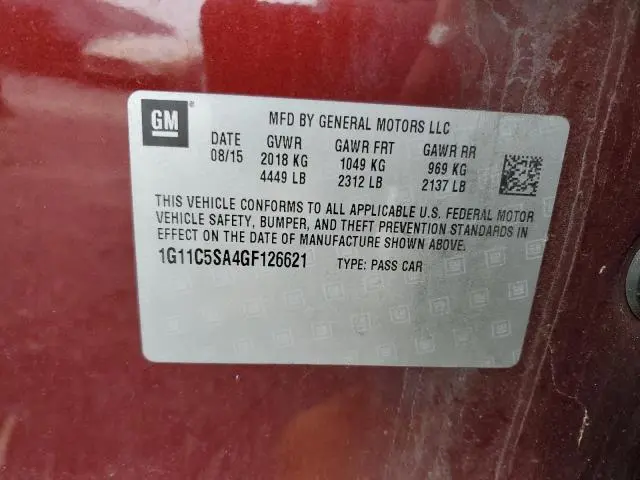 GM ®
MFD BY GENERAL MOTORS LLC
DATE GVWR GAWR FRT GAWR RR
08/15 2018 KG 1049 KG 969 KG
4449 LB 2312 LB 2137 LB
THIS VEHICLE CONFORMS TO ALL APPLICABLE U.S. FEDERAL MOTOR
VEHICLE SAFETY, BUMPER, AND THEFT PREVENTION STANDARDS IN
EFFECT ON THE DATE OF MANUFACTURE SHOWN ABOVE.
1G11C5SA4GF126621 TYPE: PASS CAR